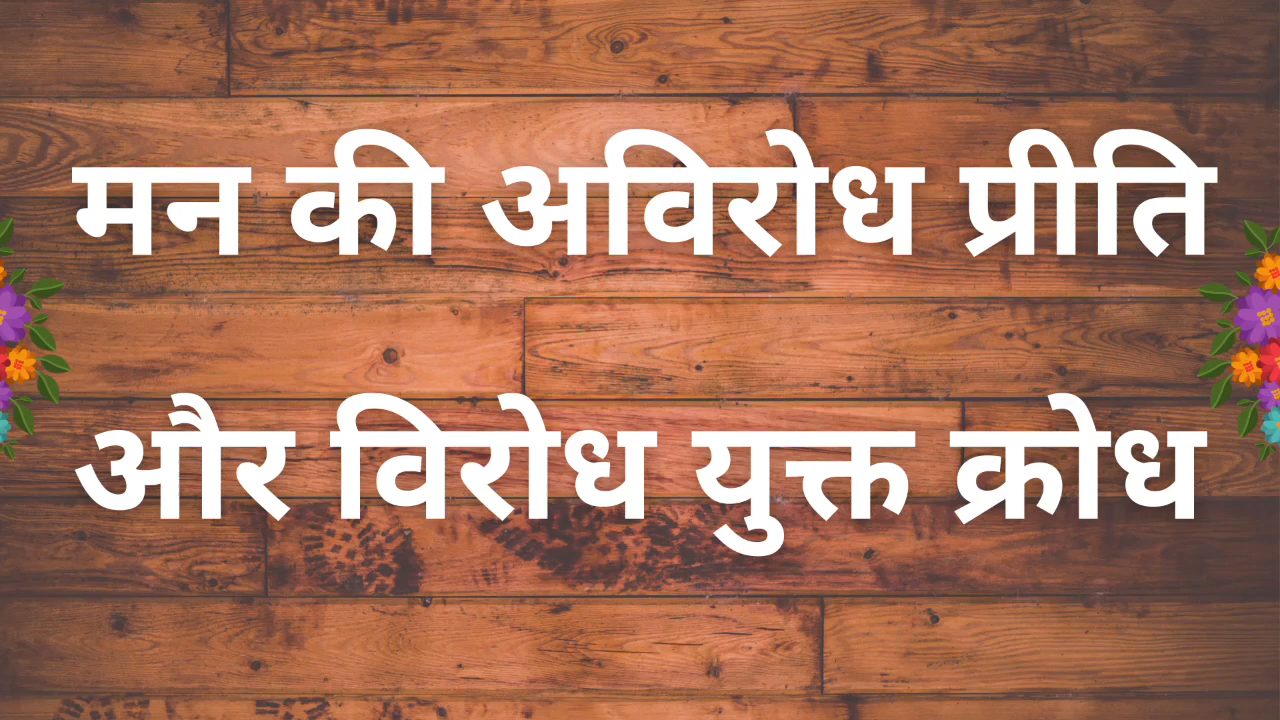 मन की अविरोध प्रीति
और विरोध युक्त क्रोध